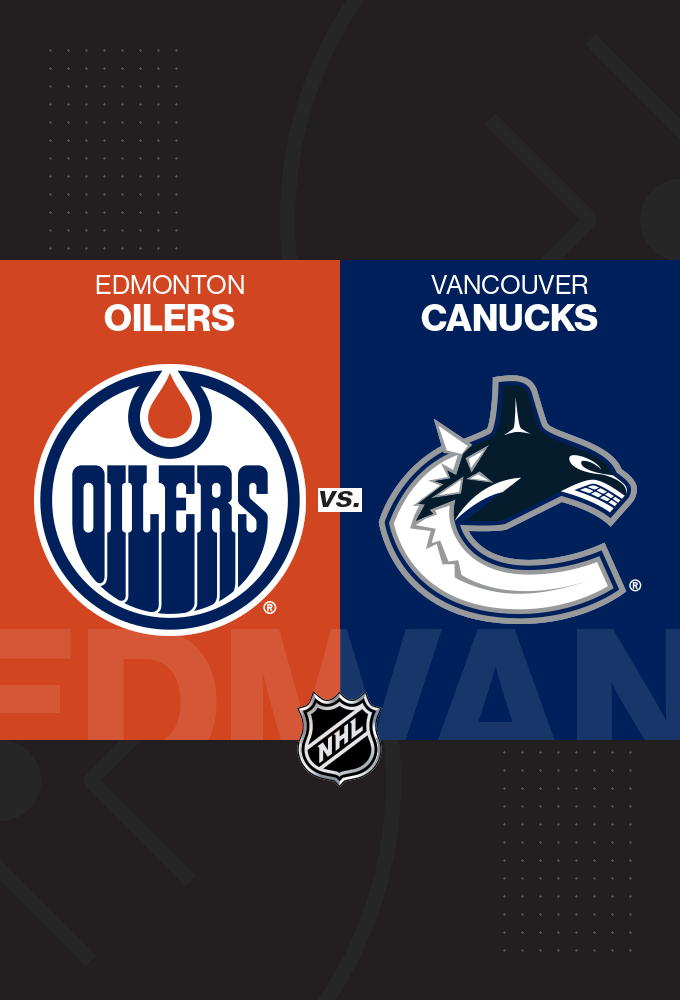 EDMONTON
OILERS
VANCOUVER
CANUCKS
OILERS
®
vs.
®
EDM
VAN
NHL